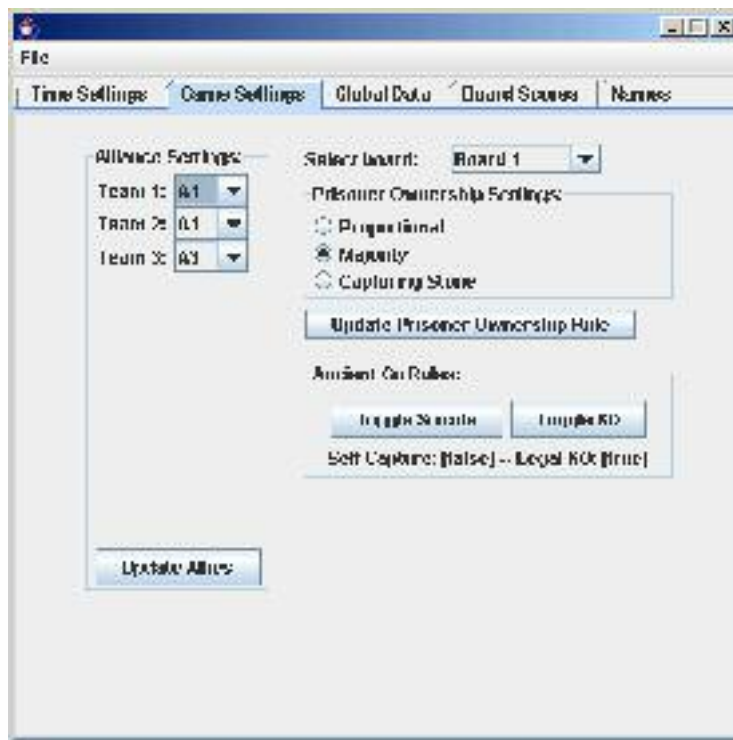 File
Time Settings Game Settings Global Data Board Scores Names
Alliance Settings:
Team 1: A1
Team 2: A1
Team 3: A3
Update Allies
Select board: Board 1
Prisoner Ownership Settings:
Proportional
Majority
Capturing Stone
Update Prisoner Ownership Rule
Ancient Go Rules:
Toggle Suicide Toggle KO
Self Capture: [false] -- Legal KO: [true]